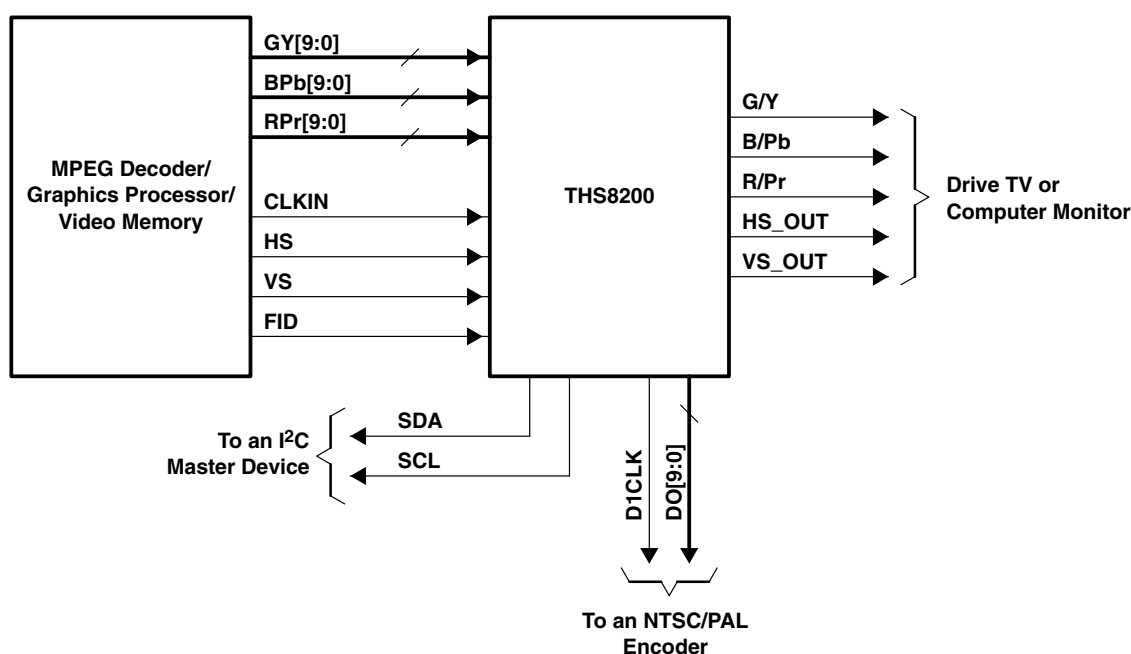 GY[9:0]
BPb[9:0]
RPr[9:0]
MPEG Decoder/
Graphics Processor/
Video Memory
CLKIN
HS
VS
FID
THS8200
G/Y
B/Pb
R/Pr
HS_OUT
VS_OUT
Drive TV or
Computer Monitor
To an I²C
Master Device
SDA
SCL
D1CLK
DO[9:0]
To an NTSC/PAL
Encoder